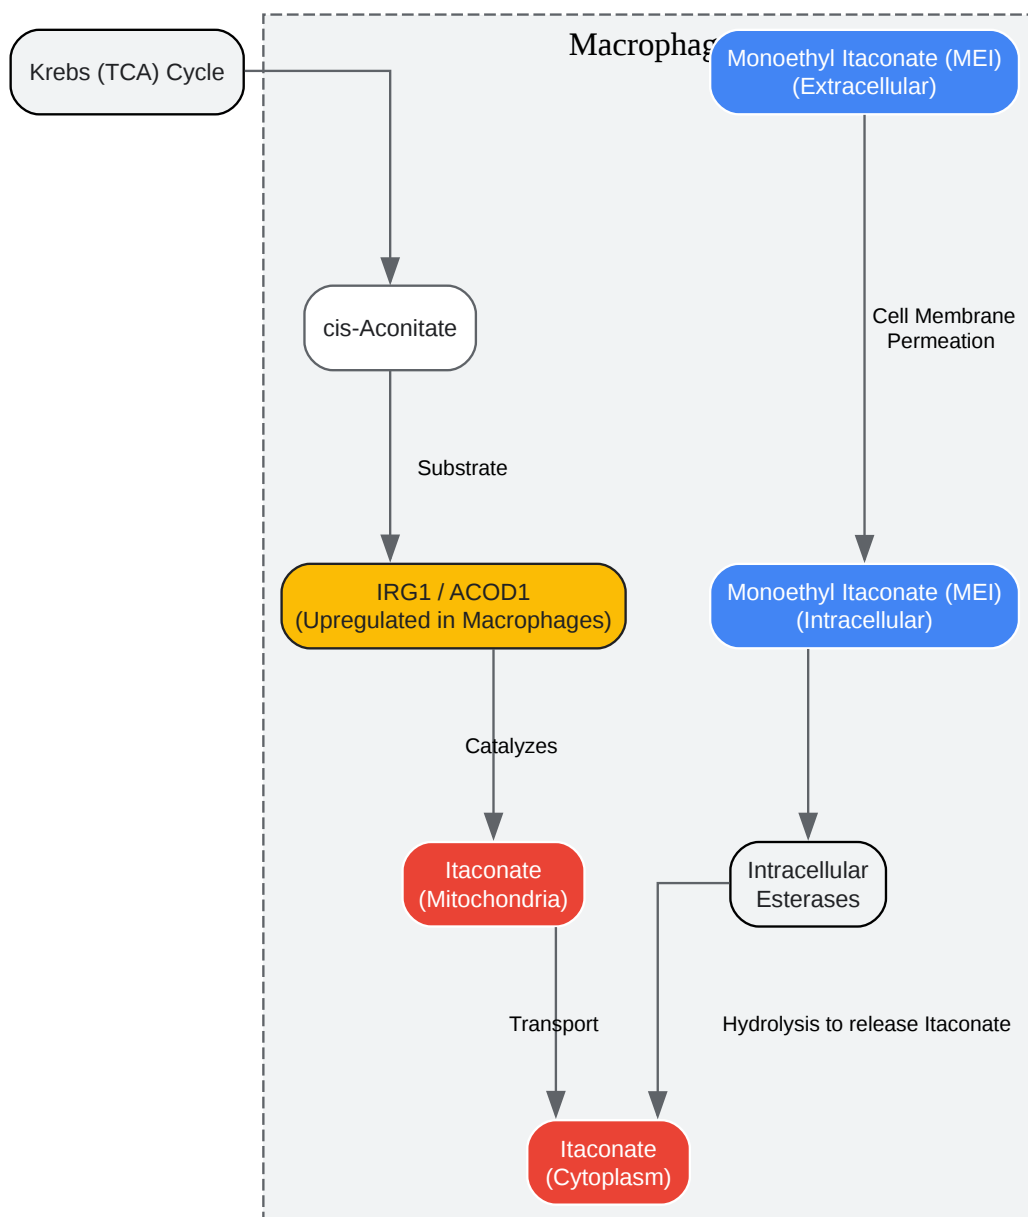 Krebs (TCA) Cycle
Macrophag
Monoethyl Itaconate (MEI)
(Extracellular)
cis-Aconitate
Cell Membrane
Permeation
Substrate
IRG1 / ACOD1
(Upregulated in Macrophages)
Monoethyl Itaconate (MEI)
(Intracellular)
Catalyzes
Itaconate
(Mitochondria)
Intracellular
Esterases
Transport
Hydrolysis to release Itaconate
Itaconate
(Cytoplasm)